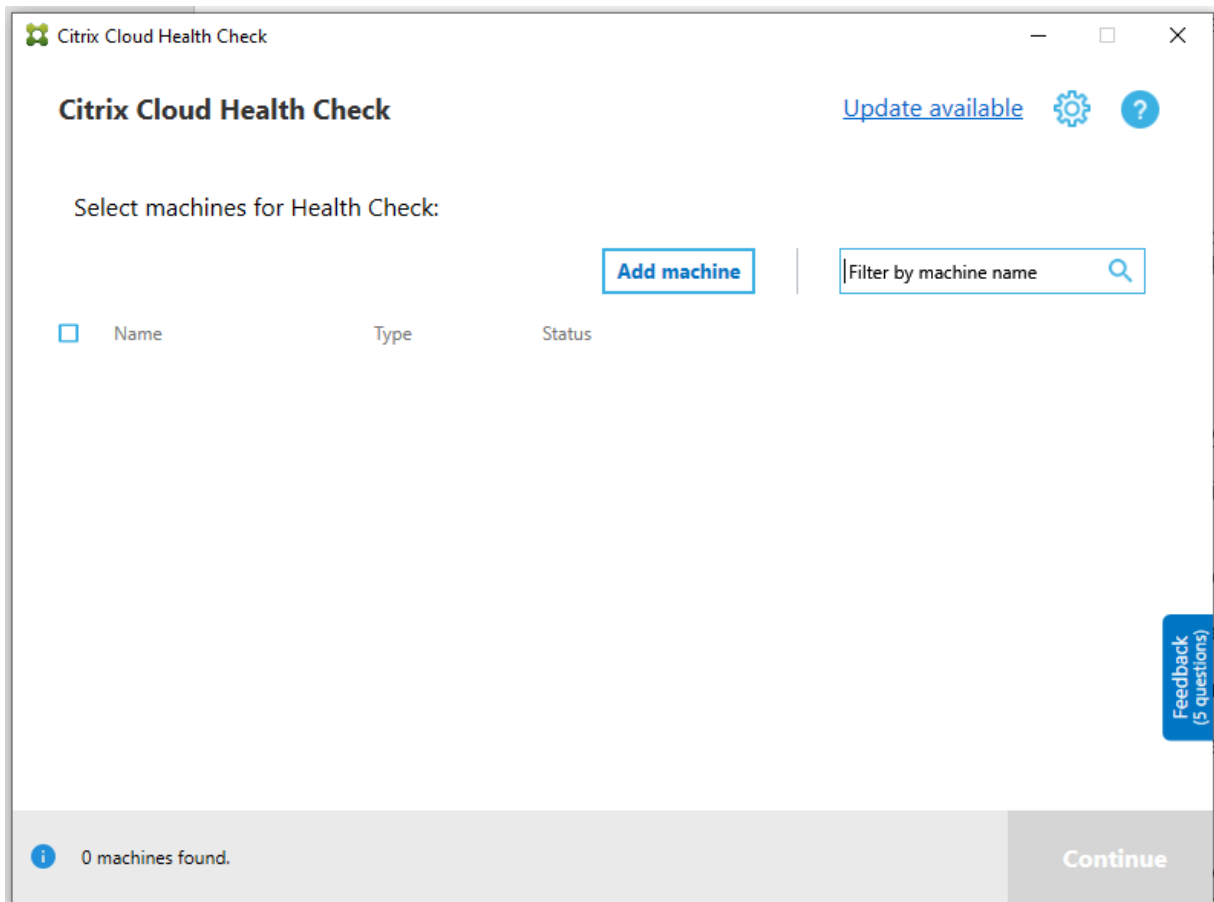 Citrix Cloud Health Check
Citrix Cloud Health Check
Update available
?
Select machines for Health Check:
Add machine
Filter by machine name
Name Type Status
Feedback
(5 questions)
i
0 machines found.
Continue